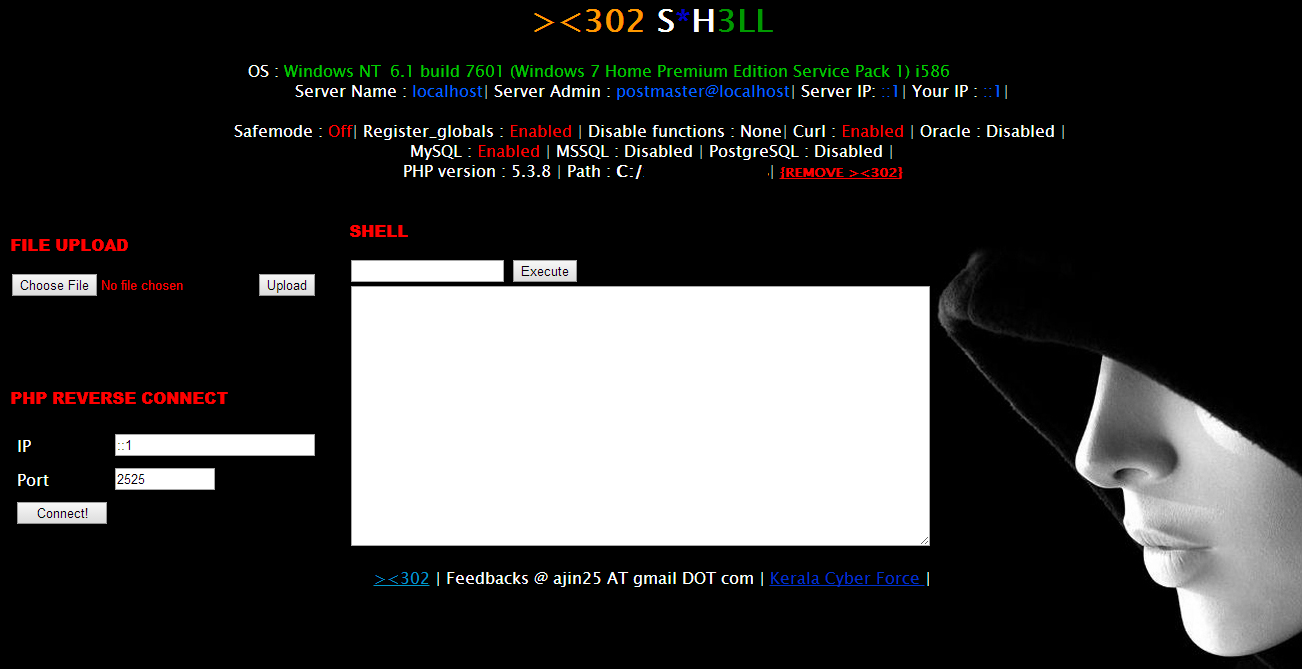 ><302 S*H3LL
OS : Windows NT 6.1 build 7601 (Windows 7 Home Premium Edition Service Pack 1) i586
Server Name : localhost| Server Admin : postmaster@localhost| Server IP: ::1| Your IP : ::1|
Safemode : Off| Register_globals : Enabled | Disable functions : None| Curl : Enabled | Oracle : Disabled |
MySQL : Enabled | MSSQL : Disabled | PostgreSQL : Disabled |
PHP version : 5.3.8 | Path : C:/ | {REMOVE ><302}
FILE UPLOAD
Choose File No file chosen Upload
PHP REVERSE CONNECT
IP ::1
Port 2525
Connect!
SHELL
Execute
><302 | Feedbacks @ ajin25 AT gmail DOT com | Kerala Cyber Force |